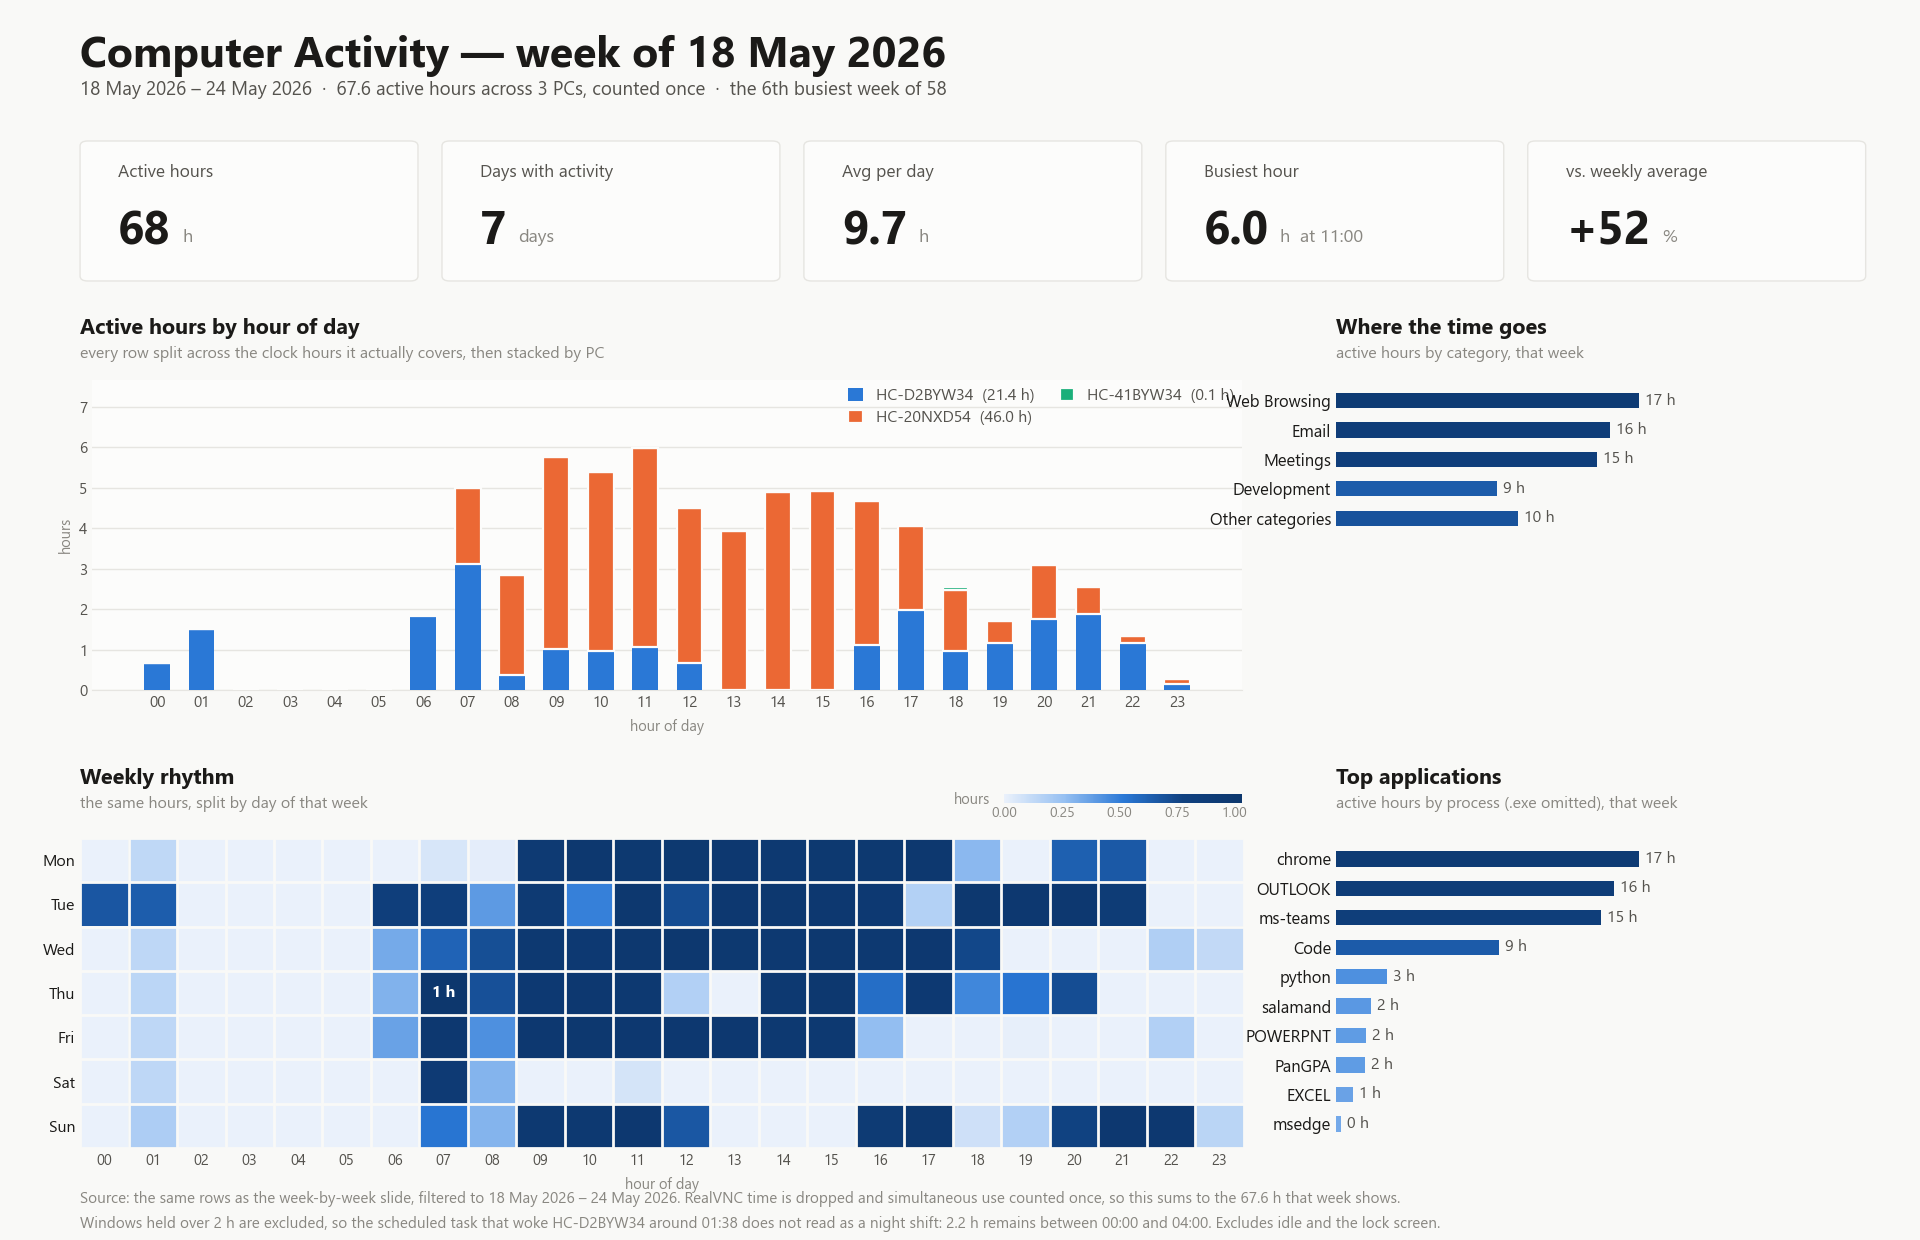 Computer Activity — week of 18 May 2026
18 May 2026 – 24 May 2026 · 67.6 active hours across 3 PCs, counted once · the 6th busiest week of 58
Active hours
68 h
Days with activity
7 days
Avg per day
9.7 h
Busiest hour
6.0 h at 11:00
vs. weekly average
+52 %
Active hours by hour of day
every row split across the clock hours it actually covers, then stacked by PC
HC-D2BYW34 (21.4 h)
HC-41BYW34 (0.1 h)
HC-20NXD54 (46.0 h)
7
6
5
4
3
2
1
0
hours
00 01 02 03 04 05 06 07 08 09 10 11 12 13 14 15 16 17 18 19 20 21 22 23
hour of day
Where the time goes
active hours by category, that week
Web Browsing 17 h
Email 16 h
Meetings 15 h
Development 9 h
Other categories 10 h
Weekly rhythm
the same hours, split by day of that week
hours
0.00 0.25 0.50 0.75 1.00
Mon
Tue
Wed
Thu 1 h
Fri
Sat
Sun
00 01 02 03 04 05 06 07 08 09 10 11 12 13 14 15 16 17 18 19 20 21 22 23
hour of day
Top applications
active hours by process (.exe omitted), that week
chrome 17 h
OUTLOOK 16 h
ms-teams 15 h
Code 9 h
python 3 h
salamand 2 h
POWERPNT 2 h
PanGPA 2 h
EXCEL 1 h
msedge 0 h
Source: the same rows as the week-by-week slide, filtered to 18 May 2026 – 24 May 2026. RealVNC time is dropped and simultaneous use counted once, so this sums to the 67.6 h that week shows.
Windows held over 2 h are excluded, so the scheduled task that woke HC-D2BYW34 around 01:38 does not read as a night shift: 2.2 h remains between 00:00 and 04:00. Excludes idle and the lock screen.